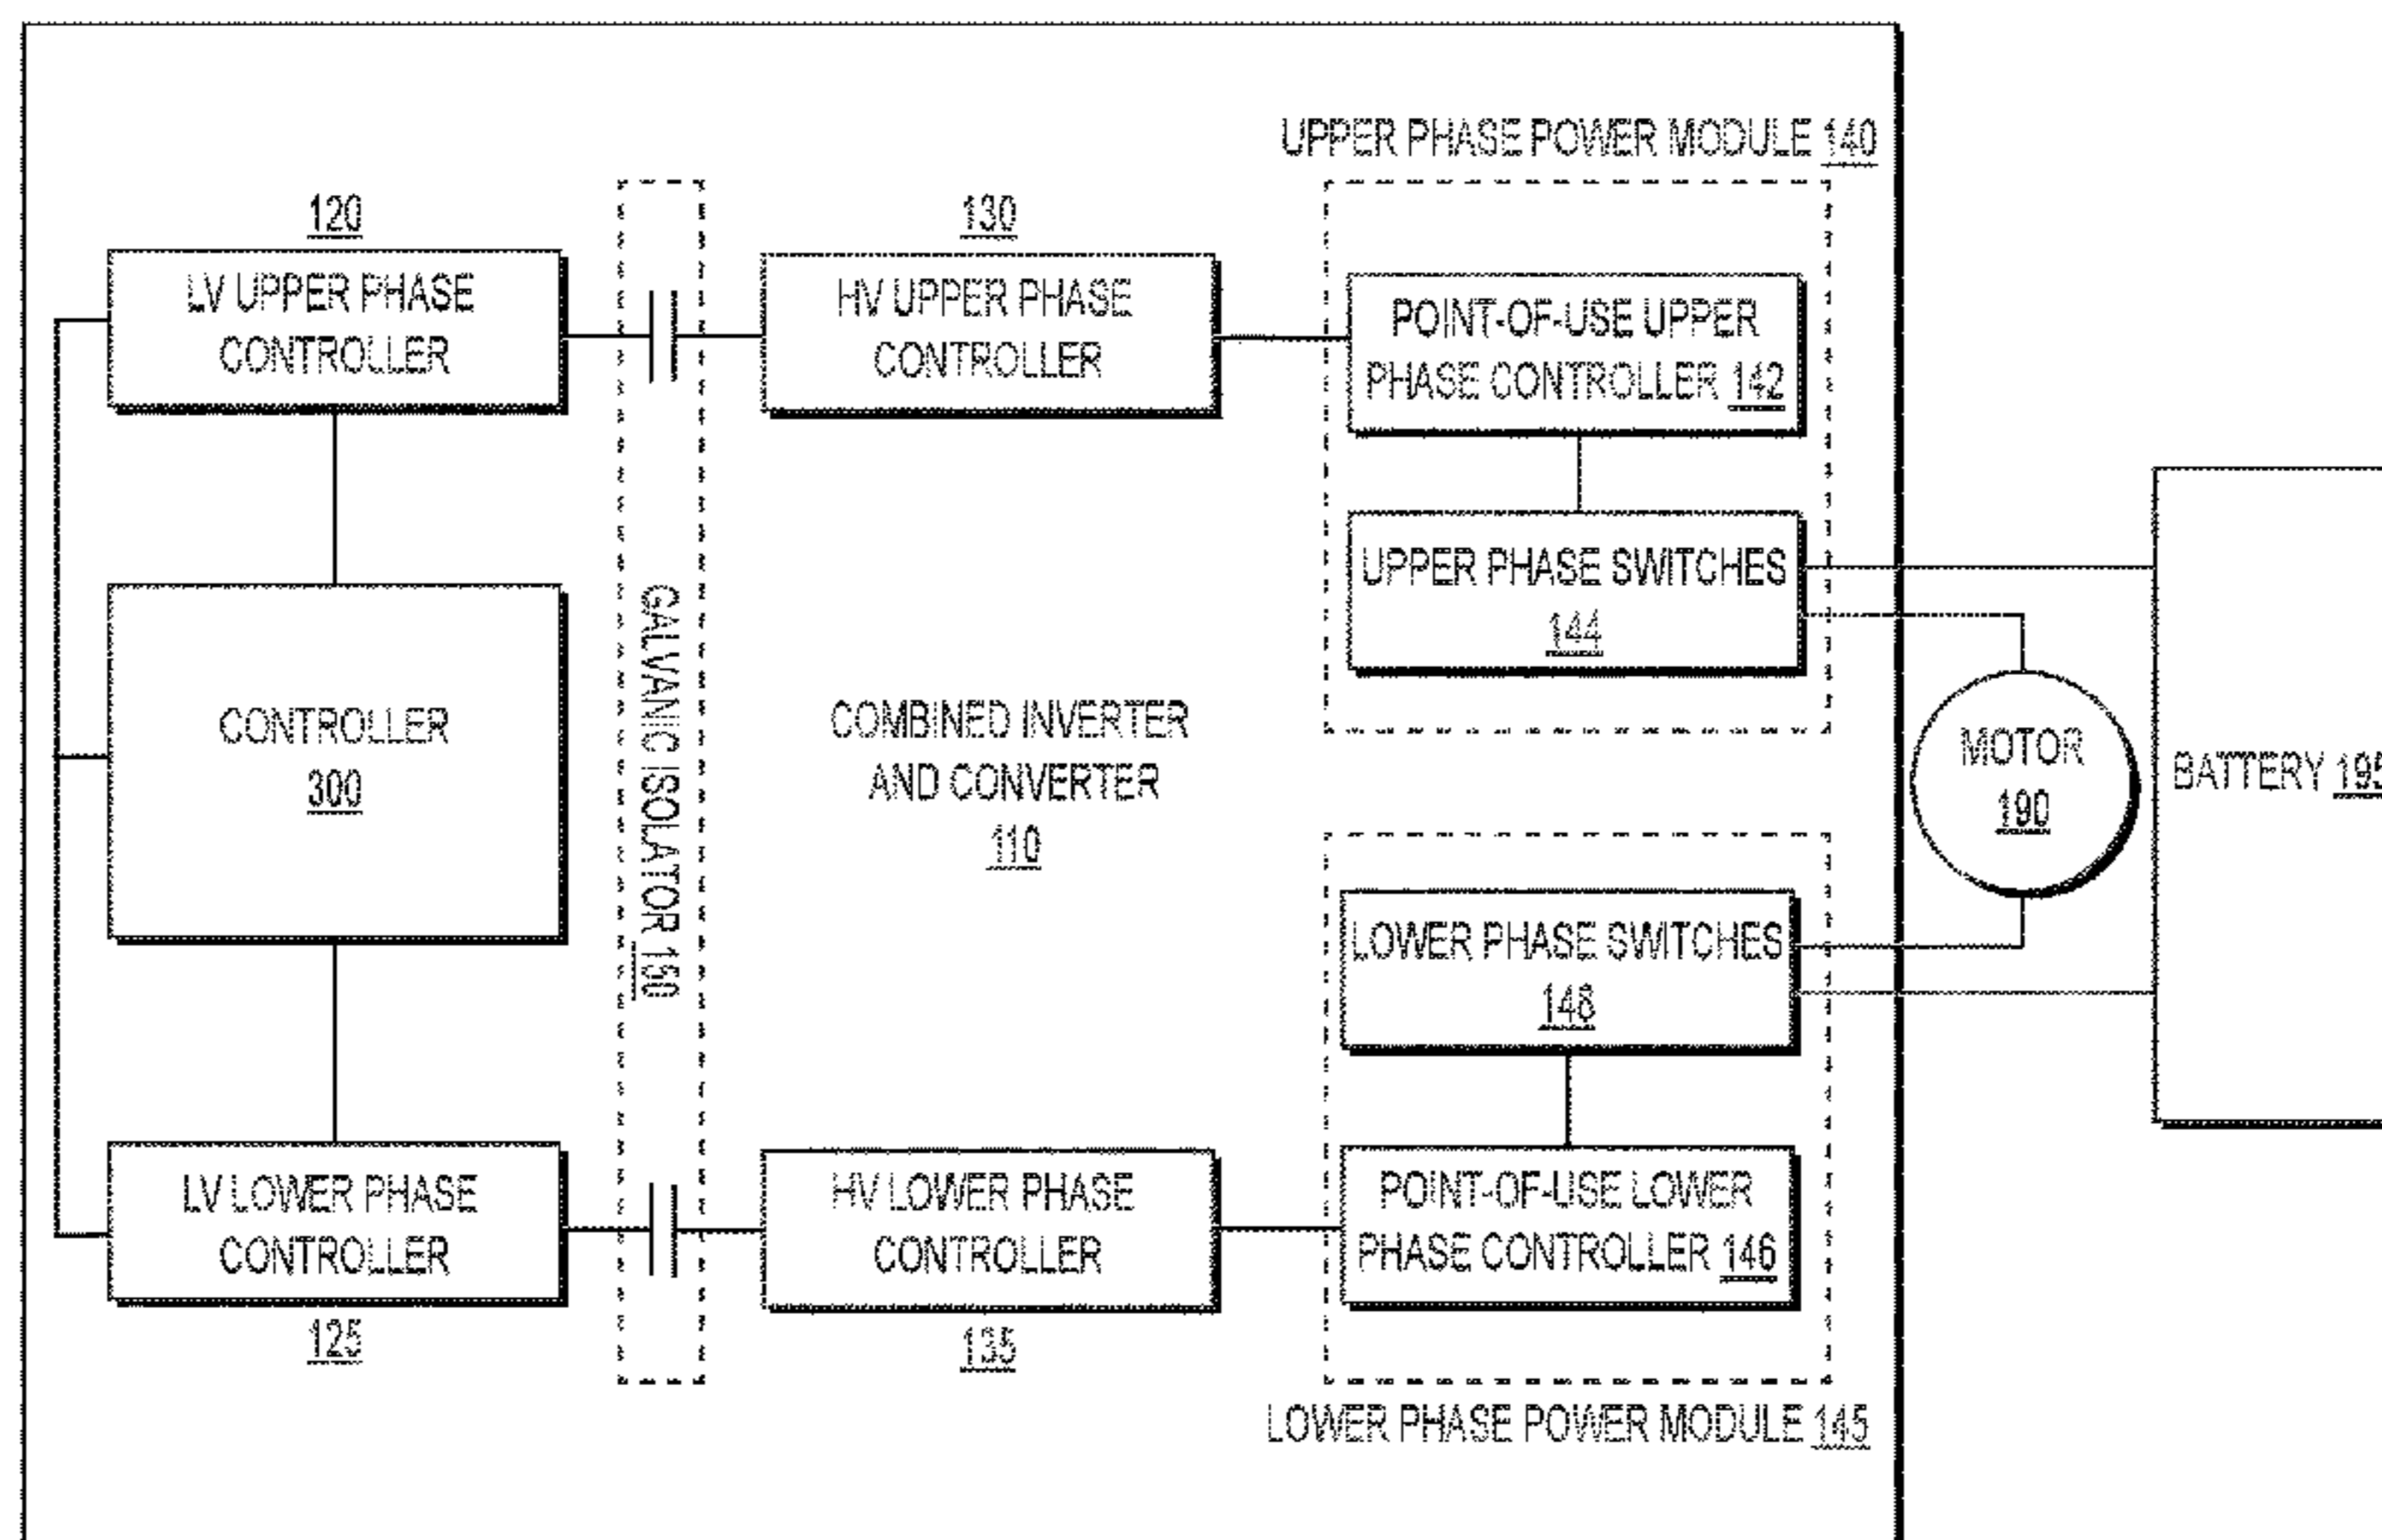 UPPER PHASE POWER MODULE 140
120
LV UPPER PHASE
CONTROLLER
130
HV UPPER PHASE
CONTROLLER
POINT-OF-USE UPPER
PHASE CONTROLLER 142
UPPER PHASE SWITCHES
144
CONTROLLER
300
GALVANIC ISOLATOR 150
COMBINED INVERTER
AND CONVERTER
110
MOTOR
190
BATTERY 195
LOWER PHASE SWITCHES
148
LV LOWER PHASE
CONTROLLER
125
HV LOWER PHASE
CONTROLLER
135
POINT-OF-USE LOWER
PHASE CONTROLLER 146
LOWER PHASE POWER MODULE 145